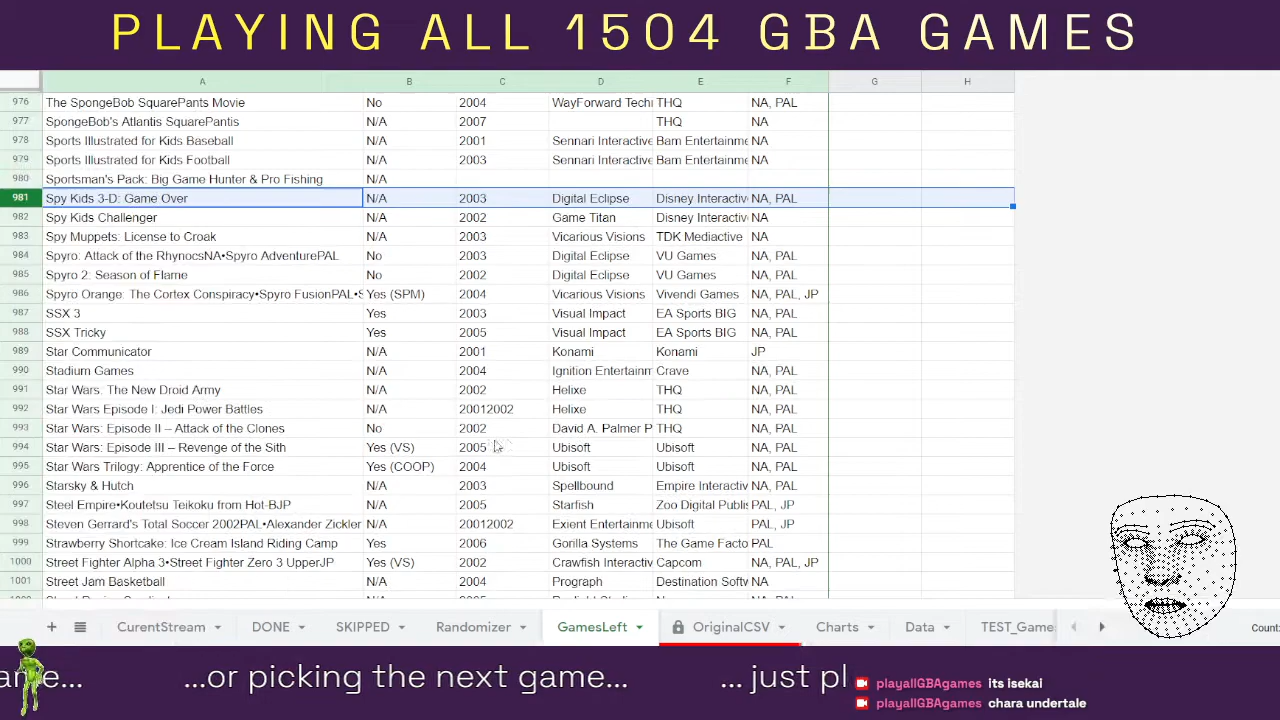 PLAYING ALL 1504 GBA GAMES
A B C D E F G H
976 The SpongeBob SquarePants Movie No 2004 WayForward Techr THQ NA, PAL
977 SpongeBob's Atlantis SquarePantis N/A 2007 THQ NA
978 Sports Illustrated for Kids Baseball N/A 2001 Sennari Interactive Bam Entertainme NA
979 Sports Illustrated for Kids Football N/A 2003 Sennari Interactive Bam Entertainme NA
980 Sportsman's Pack: Big Game Hunter & Pro Fishing N/A
981 Spy Kids 3-D: Game Over N/A 2003 Digital Eclipse Disney Interactiv NA, PAL
982 Spy Kids Challenger N/A 2002 Game Titan Disney Interactiv NA
983 Spy Muppets: License to Croak N/A 2003 Vicarious Visions TDK Mediactive NA
984 Spyro: Attack of the RhynocsNA•Spyro AdventurePAL No 2003 Digital Eclipse VU Games NA, PAL
985 Spyro 2: Season of Flame No 2002 Digital Eclipse VU Games NA, PAL
986 Spyro Orange: The Cortex Conspiracy•Spyro FusionPAL•S Yes (SPM) 2004 Vicarious Visions Vivendi Games NA, PAL, JP
987 SSX 3 Yes 2003 Visual Impact EA Sports BIG NA, PAL
988 SSX Tricky Yes 2005 Visual Impact EA Sports BIG NA, PAL
989 Star Communicator N/A 2001 Konami Konami JP
990 Stadium Games N/A 2004 Ignition Entertainm Crave NA, PAL
991 Star Wars: The New Droid Army N/A 2002 Helixe THQ NA, PAL
992 Star Wars Episode I: Jedi Power Battles N/A 20012002 Helixe THQ NA, PAL
993 Star Wars: Episode II – Attack of the Clones No 2002 David A. Palmer P THQ NA, PAL
994 Star Wars: Episode III – Revenge of the Sith Yes (VS) 2005 Ubisoft Ubisoft NA, PAL
995 Star Wars Trilogy: Apprentice of the Force Yes (COOP) 2004 Ubisoft Ubisoft NA, PAL
996 Starsky & Hutch N/A 2003 Spellbound Empire Interactiv NA, PAL
997 Steel Empire•Koutetsu Teikoku from Hot-BJP N/A 2005 Starfish Zoo Digital Publis PAL, JP
998 Steven Gerrard's Total Soccer 2002PAL•Alexander Zickler N/A 20012002 Exient Entertainme Ubisoft PAL, JP
999 Strawberry Shortcake: Ice Cream Island Riding Camp Yes 2006 Gorilla Systems The Game Facto PAL
1000 Street Fighter Alpha 3•Street Fighter Zero 3 UpperJP Yes (VS) 2002 Crawfish Interactiv Capcom NA, PAL, JP
1001 Street Jam Basketball N/A 2004 Prograph Destination Softw NA
CurentStream DONE SKIPPED Randomizer GamesLeft OriginalCSV Charts Data TEST_Game Count:
ame... ...or picking the next game... ... just pl
playallGBAgames its isekai
playallGBAgames chara undertale